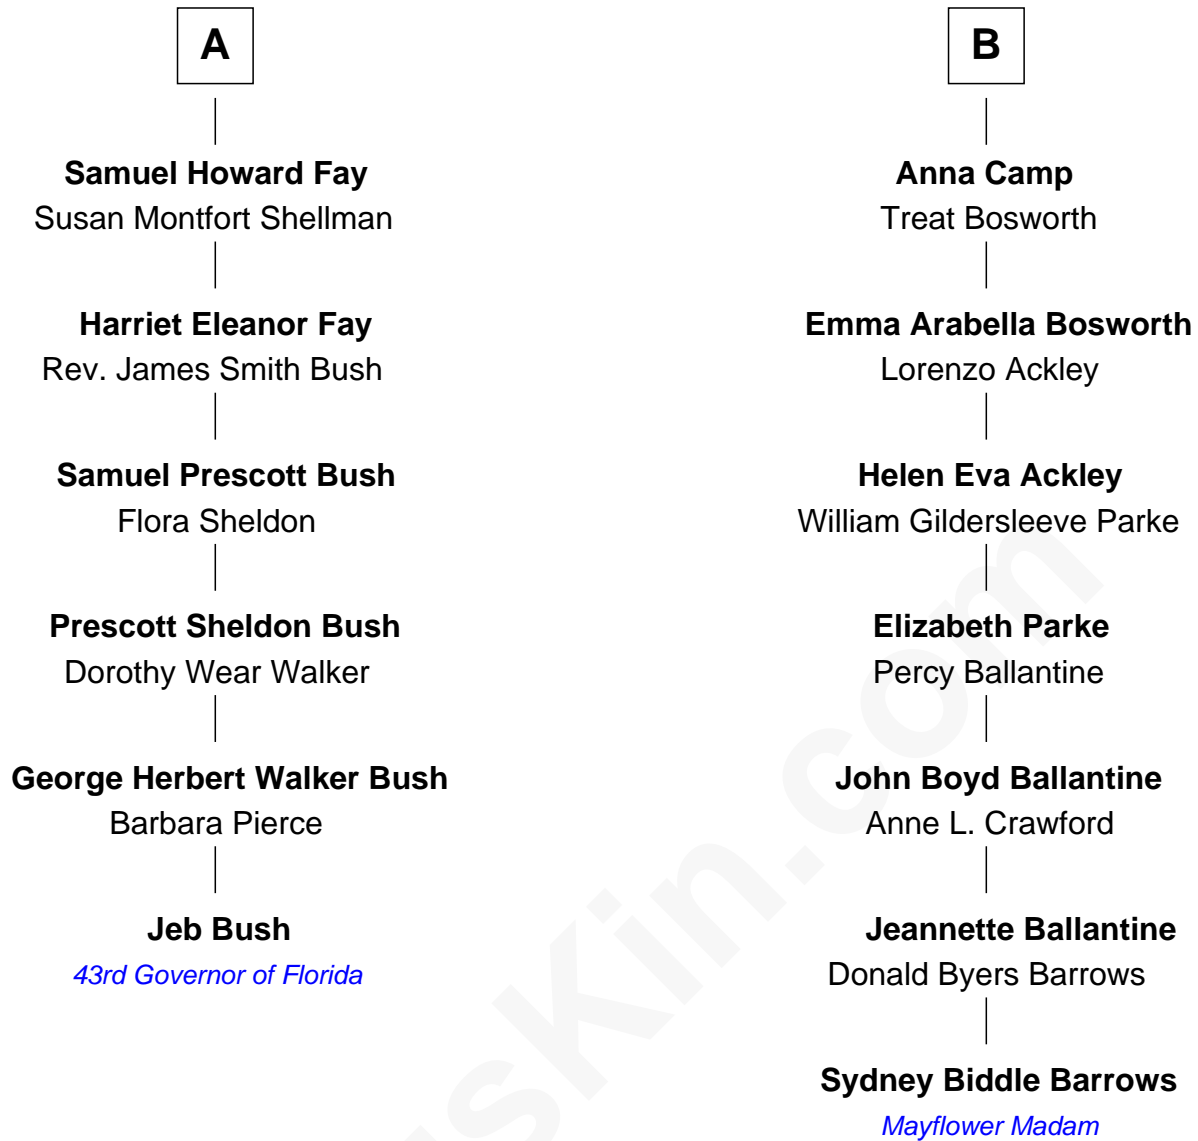 A
B
Samuel Howard Fay
Susan Montfort Shellman
Anna Camp
Treat Bosworth
Harriet Eleanor Fay
Rev. James Smith Bush
Emma Arabella Bosworth
Lorenzo Ackley
Samuel Prescott Bush
Flora Sheldon
Helen Eva Ackley
William Gildersleeve Parke
Prescott Sheldon Bush
Dorothy Wear Walker
Elizabeth Parke
Percy Ballantine
George Herbert Walker Bush
Barbara Pierce
John Boyd Ballantine
Anne L. Crawford
Jeb Bush
43rd Governor of Florida
Jeannette Ballantine
Donald Byers Barrows
Sydney Biddle Barrows
Mayflower Madam